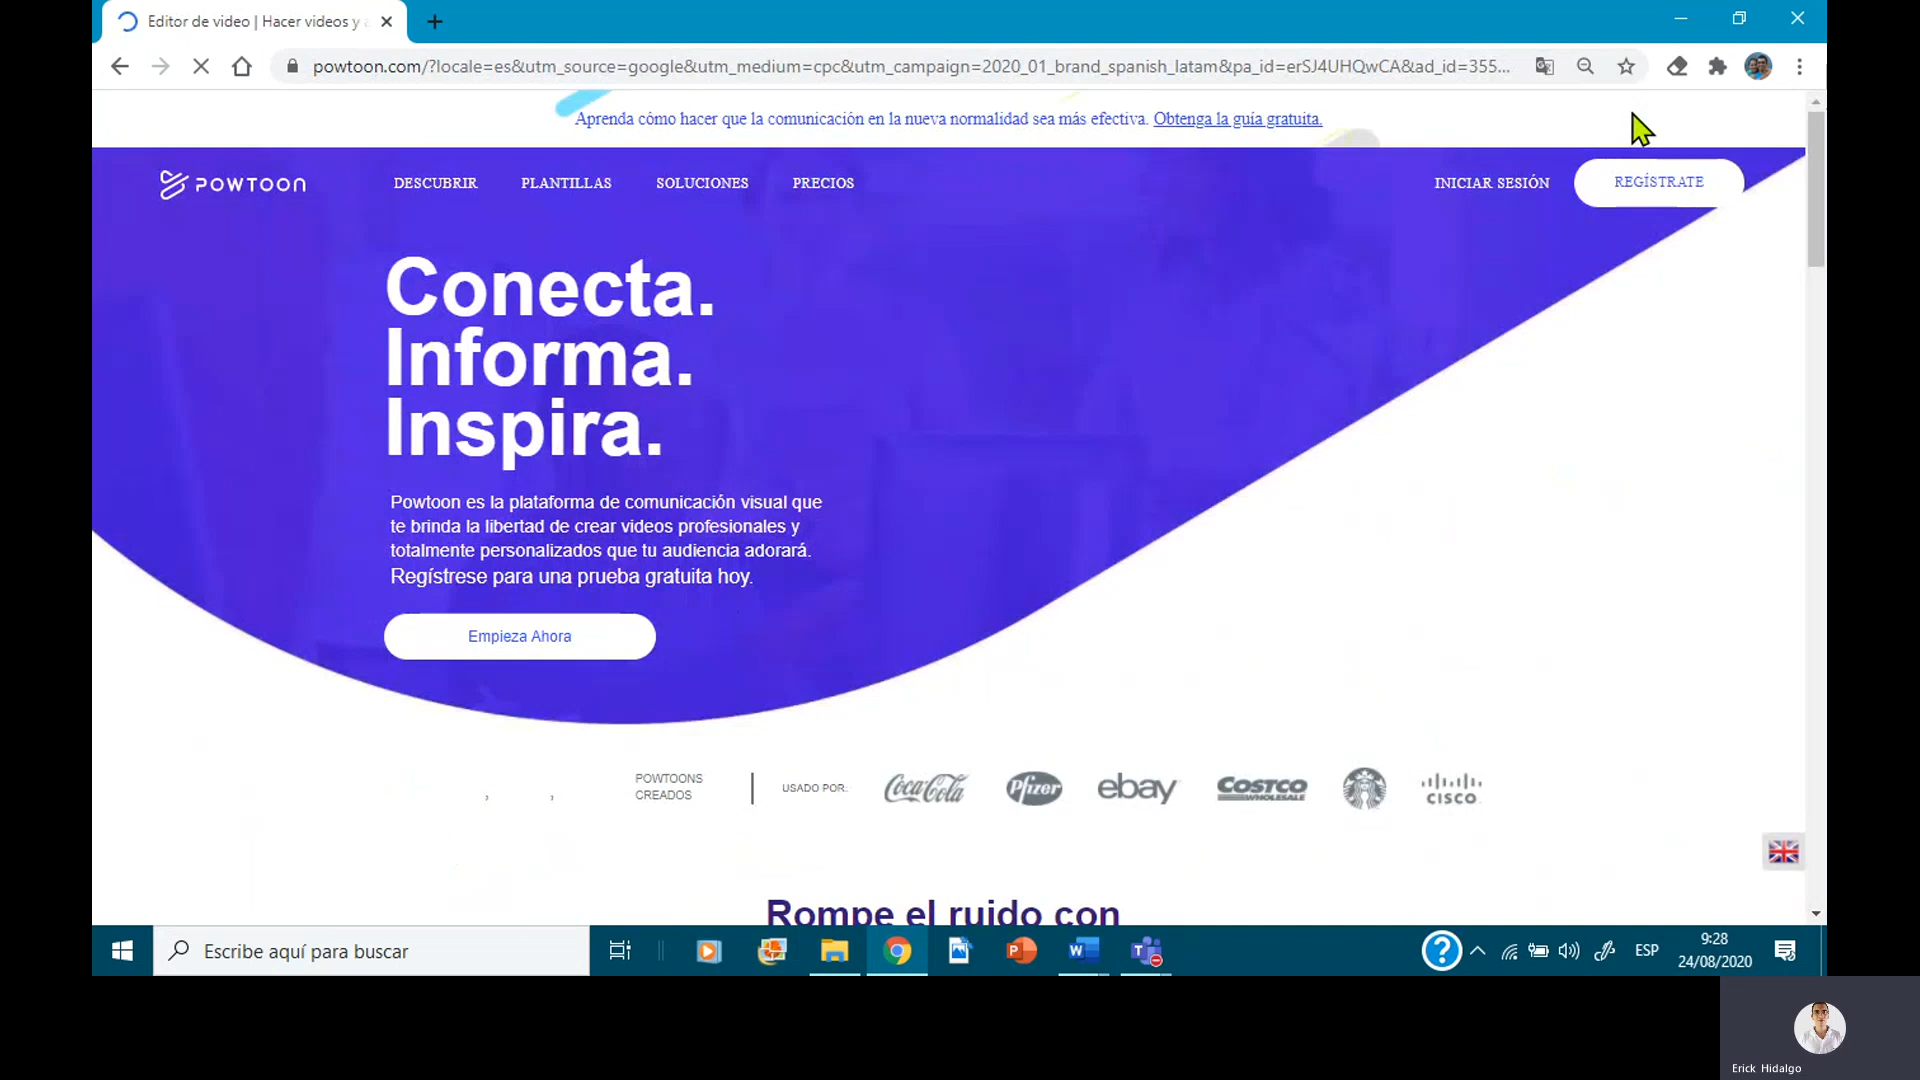 Editor de video | Hacer videos y
powtoon.com/?locale=es&utm_source=google&utm_medium=cpc&utm_campaign=2020_01_brand_spanish_latam&pa_id=erSJ4UHQwCA&ad_id=355...
Aprenda cómo hacer que la comunicación en la nueva normalidad sea más efectiva. Obtenga la guía gratuita.
POWTOON
DESCUBRIR
PLANTILLAS
SOLUCIONES
PRECIOS
INICIAR SESIÓN
REGÍSTRATE
Conecta.
Informa.
Inspira.
Powtoon es la plataforma de comunicación visual que
te brinda la libertad de crear videos profesionales y
totalmente personalizados que tu audiencia adorará.
Regístrese para una prueba gratuita hoy.
Empieza Ahora
, ,
POWTOONS
CREADOS
USADO POR:
Coca-Cola
Pfizer
ebay
COSTCO
WHOLESALE
CISCO
Rompe el ruido con
Escribe aquí para buscar
ESP
9:28
24/08/2020
Erick Hidalgo